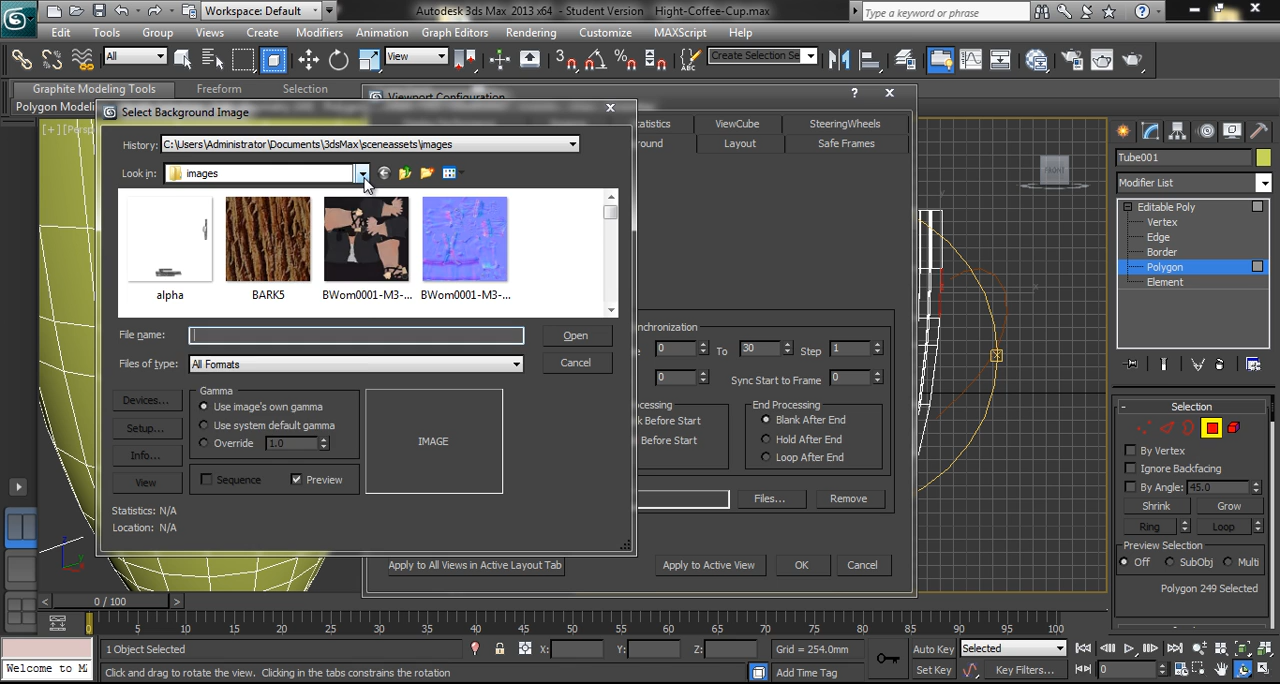 Workspace: Default
Autodesk 3ds Max 2013 x64 - Student Version Hight-Coffee-Cup.max
Type a keyword or phrase
Edit Tools Group Views Create Modifiers Animation Graph Editors Rendering Customize MAXScript Help
All
View
3
Create Selection Se
Graphite Modeling Tools Freeform Selection
Polygon Modeli
Viewport Configuration
Select Background Image
History: C:\Users\Administrator\Documents\3dsMax\sceneassets\images
Look in: images
alpha
BARK5
BWom0001-M3-...
BWom0001-M3-...
File name:
Open
Files of type: All Formats
Cancel
Devices...
Setup...
Info...
View
Gamma
Use image's own gamma
Use system default gamma
Override 1.0
Sequence Preview
IMAGE
Statistics: N/A
Location: N/A
tatistics ViewCube SteeringWheels
round Layout Safe Frames
nchronization
0 To 30 Step 1
0 Sync Start to Frame 0
cessing
k Before Start
Before Start
End Processing
Blank After End
Hold After End
Loop After End
Files... Remove
Apply to All Views in Active Layout Tab
Apply to Active View OK Cancel
FRONT
Tube001
Modifier List
Editable Poly
Vertex
Edge
Border
Polygon
Element
Selection
By Vertex
Ignore Backfacing
By Angle: 45.0
Shrink Grow
Ring Loop
Preview Selection
Off SubObj Multi
Polygon 249 Selected
0 / 100
0 5 10 15 20 25 30 35 40 45 50 55 60 65 70 75 80 85 90 95 100
1 Object Selected
X: Y: Z: Grid = 254.0mm
Auto Key Selected
Welcome to M
Click and drag to rotate the view. Clicking in the tabs constrains the rotation
Add Time Tag
Set Key Key Filters...
0